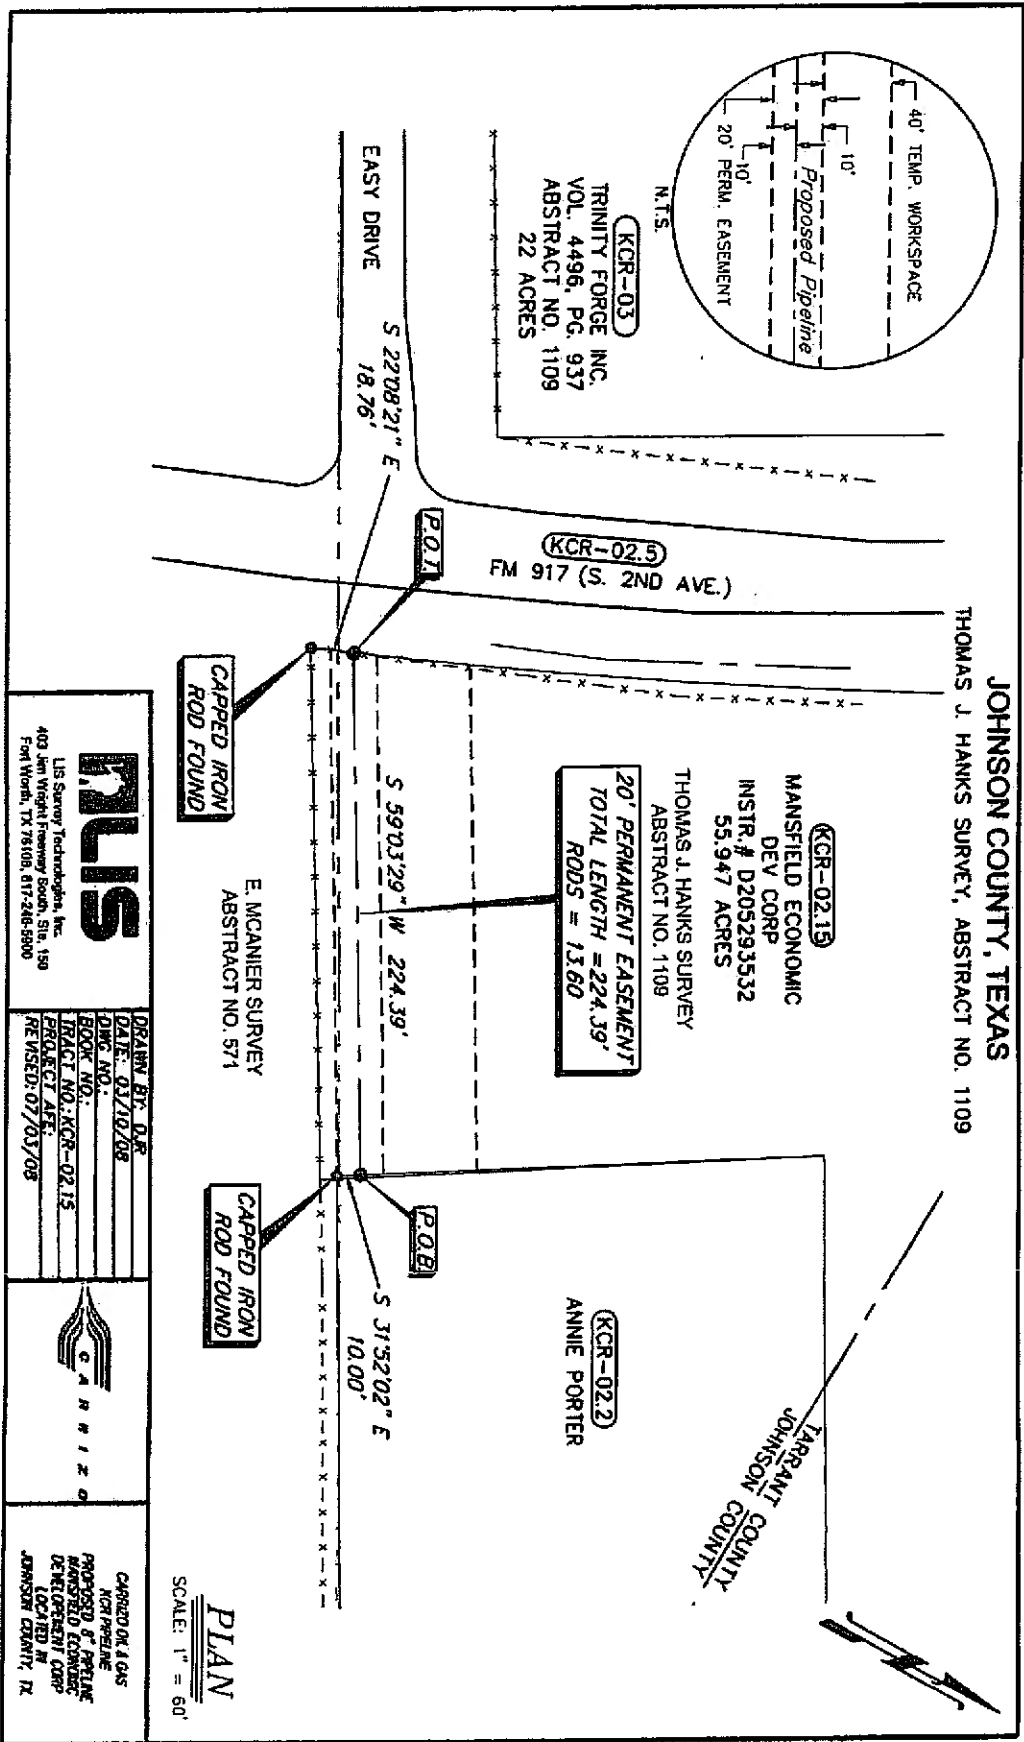 JOHNSON COUNTY, TEXAS
THOMAS J. HANKS SURVEY, ABSTRACT NO. 1109
40' TEMP. WORKSPACE
10'
Proposed Pipeline
10'
20' PERM. EASEMENT
N.T.S.
KCR-03
TRINITY FORGE INC.
VOL. 4496, PG. 937
ABSTRACT NO. 1109
22 ACRES
EASY DRIVE
S 22°08'21" E
18.76'
P.O.T.
KCR-02.5
FM 917 (S. 2ND AVE.)
KCR-02.15
MANSFIELD ECONOMIC
DEV CORP
INSTR.# D205293532
55.947 ACRES
THOMAS J. HANKS SURVEY
ABSTRACT NO. 1109
20' PERMANENT EASEMENT
TOTAL LENGTH =224.39'
RODS = 13.60
S 59°03'29" W 224.39'
CAPPED IRON
ROD FOUND
E. MCANIER SURVEY
ABSTRACT NO. 571
P.O.B.
S 31°52'02" E
10.00'
CAPPED IRON
ROD FOUND
KCR-02.2
ANNIE PORTER
TARRANT COUNTY
JOHNSON COUNTY
N
PLAN
SCALE: 1" = 60'
LIS
LIS Survey Technologies, Inc.
403 Jim Wright Freeway South, Ste. 150
Fort Worth, TX 76108, 817-246-5900
DRAWN BY: DJR
DATE: 03/10/08
DWG NO.:
BOOK NO.:
TRACT NO.: KCR-02.15
PROJECT AFE:
REVISED: 07/03/08
CARRIZO
CARRIZO OIL & GAS
KCR PIPELINE
PROPOSED 8" PIPELINE
MANSFIELD ECONOMIC
DEVELOPEMENT CORP
LOCATED IN
JOHNSON COUNTY, TX